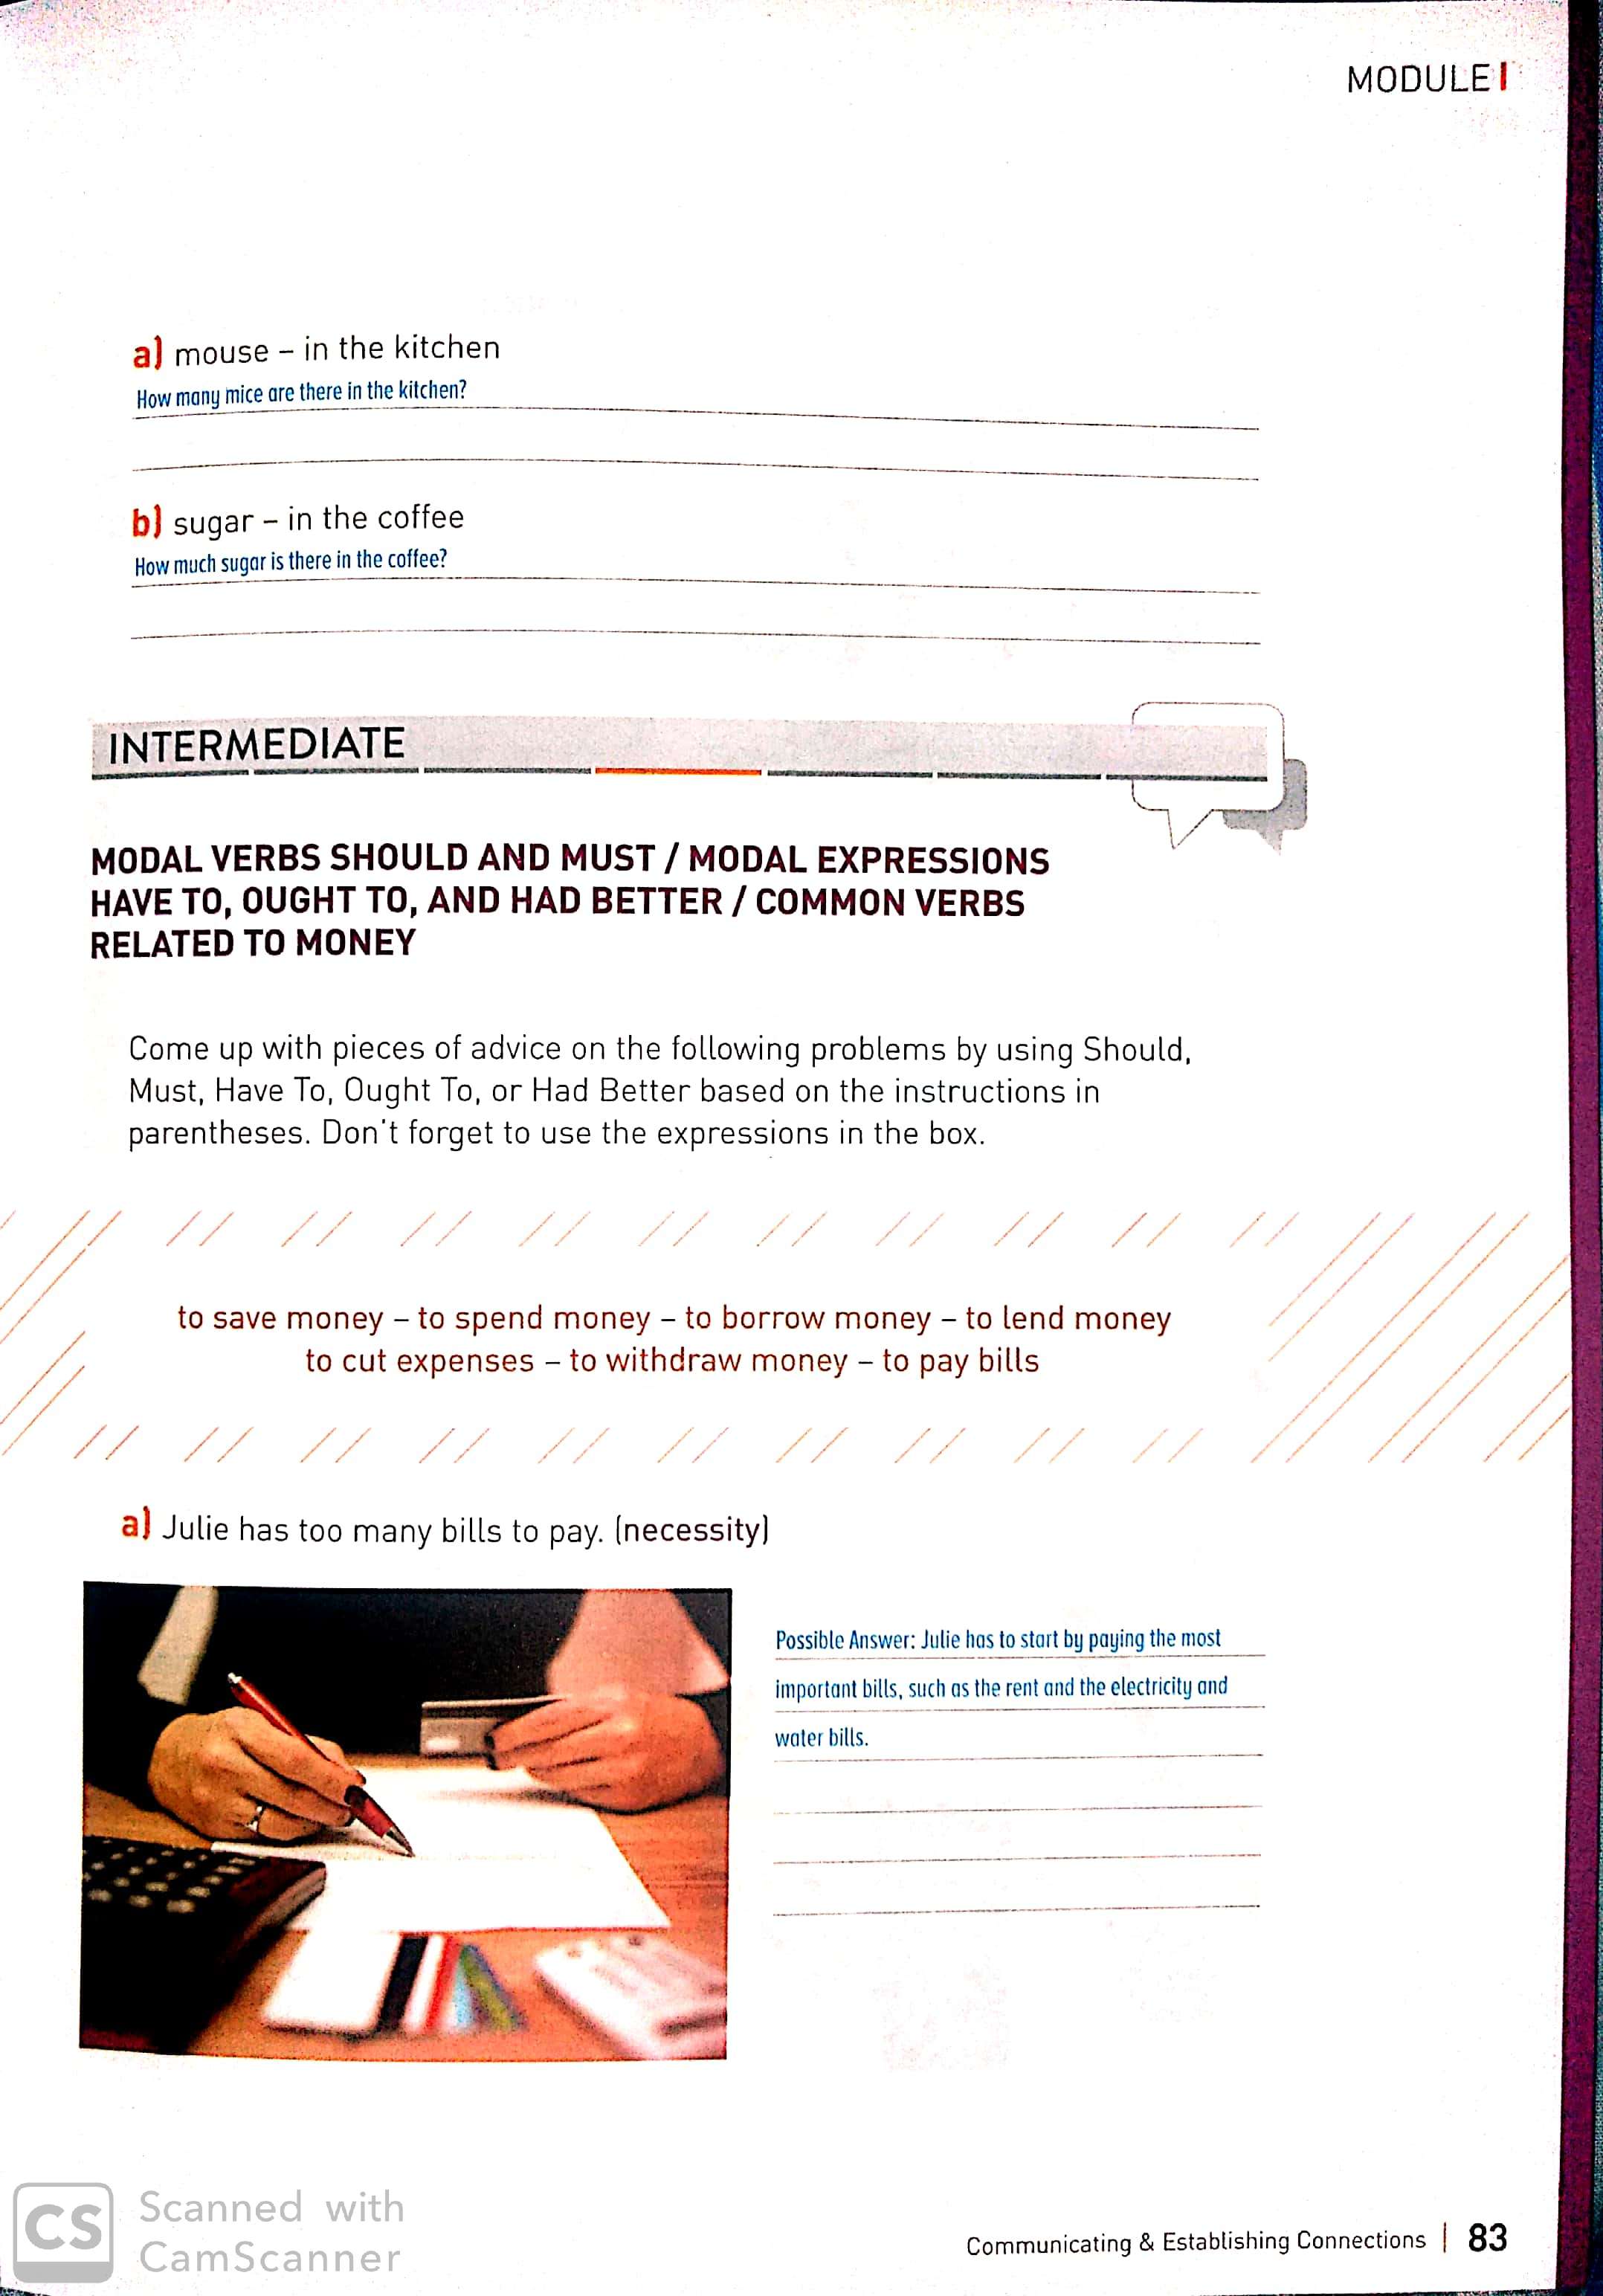 MODULE I
a) mouse – in the kitchen
How many mice are there in the kitchen?
b) sugar – in the coffee
How much sugar is there in the coffee?
INTERMEDIATE
MODAL VERBS SHOULD AND MUST / MODAL EXPRESSIONS
HAVE TO, OUGHT TO, AND HAD BETTER / COMMON VERBS
RELATED TO MONEY
Come up with pieces of advice on the following problems by using Should,
Must, Have To, Ought To, or Had Better based on the instructions in
parentheses. Don't forget to use the expressions in the box.
to save money – to spend money – to borrow money – to lend money
to cut expenses – to withdraw money – to pay bills
a) Julie has too many bills to pay. (necessity)
Possible Answer: Julie has to start by paying the most
important bills, such as the rent and the electricity and
water bills.
CS Scanned with
CamScanner
Communicating & Establishing Connections | 83